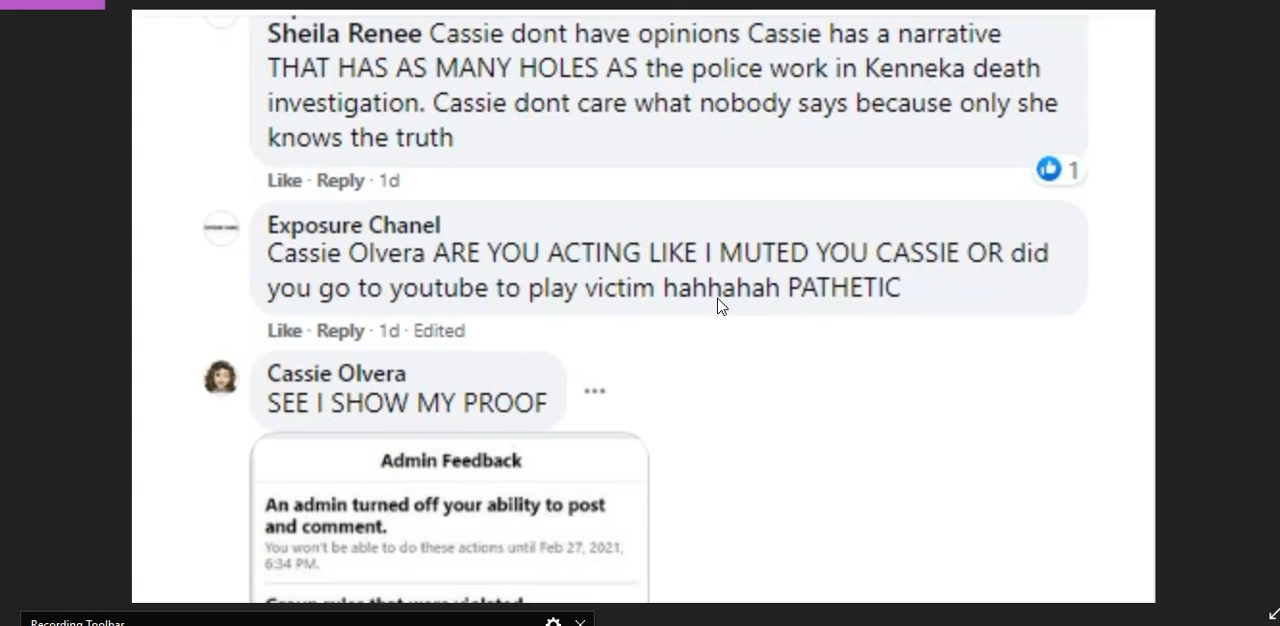 Sheila Renee Cassie dont have opinions Cassie has a narrative
THAT HAS AS MANY HOLES AS the police work in Kenneka death
investigation. Cassie dont care what nobody says because only she
knows the truth
Like · Reply · 1d
1
Exposure Chanel
Cassie Olvera ARE YOU ACTING LIKE I MUTED YOU CASSIE OR did
you go to youtube to play victim hahhahah PATHETIC
Like · Reply · 1d · Edited
Cassie Olvera
SEE I SHOW MY PROOF
Admin Feedback
An admin turned off your ability to post
and comment.
You won't be able to do these actions until Feb 27, 2021,
6:34 PM.
Group rules that were violated
Recording Toolbar